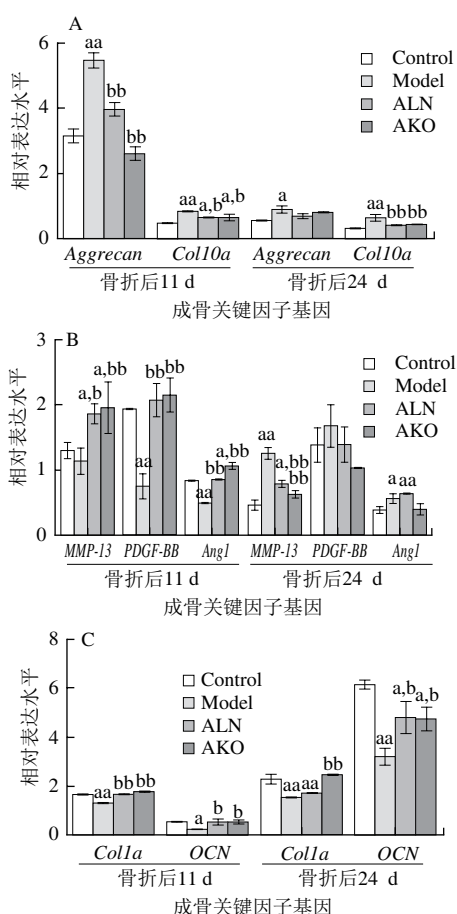 A
相对表达水平
6
4
2
0
aa
bb
bb
aa
a,b
a,b
a
aa
bb
bb
Control
Model
ALN
AKO
Aggrecan Col10a Aggrecan Col10a
骨折后11 d 骨折后24 d
成骨关键因子基因
B
相对表达水平
3
2
1
0
a,b
a,bb
aa
bb
bb
aa
bb
a,bb
aa
a,bb
bb
a
aa
Control
Model
ALN
AKO
MMP-13 PDGF-BB Ang1 MMP-13 PDGF-BB Ang1
骨折后11 d 骨折后24 d
成骨关键因子基因
C
相对表达水平
8
6
4
2
0
Control
Model
ALN
AKO
aa
bb
bb
a
b
b
aa
aa
bb
aa
a,b
a,b
Col1a OCN Col1a OCN
骨折后11 d 骨折后24 d
成骨关键因子基因